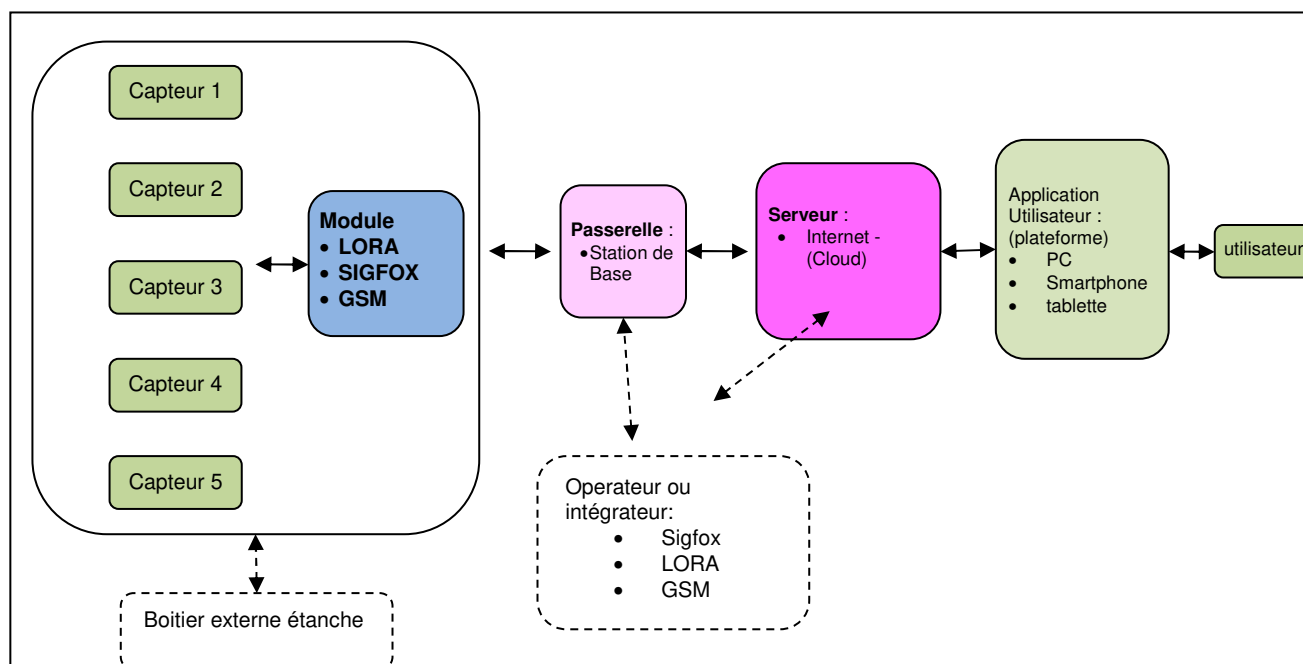 Capteur 1
Capteur 2
Capteur 3
Capteur 4
Capteur 5
Module
• LORA
• SIGFOX
• GSM
Passerelle :
•Station de
Base
Serveur :
• Internet -
(Cloud)
Application
Utilisateur :
(plateforme)
• PC
• Smartphone
• tablette
utilisateur
Operateur ou
intégrateur:
• Sigfox
• LORA
• GSM
Boitier externe étanche